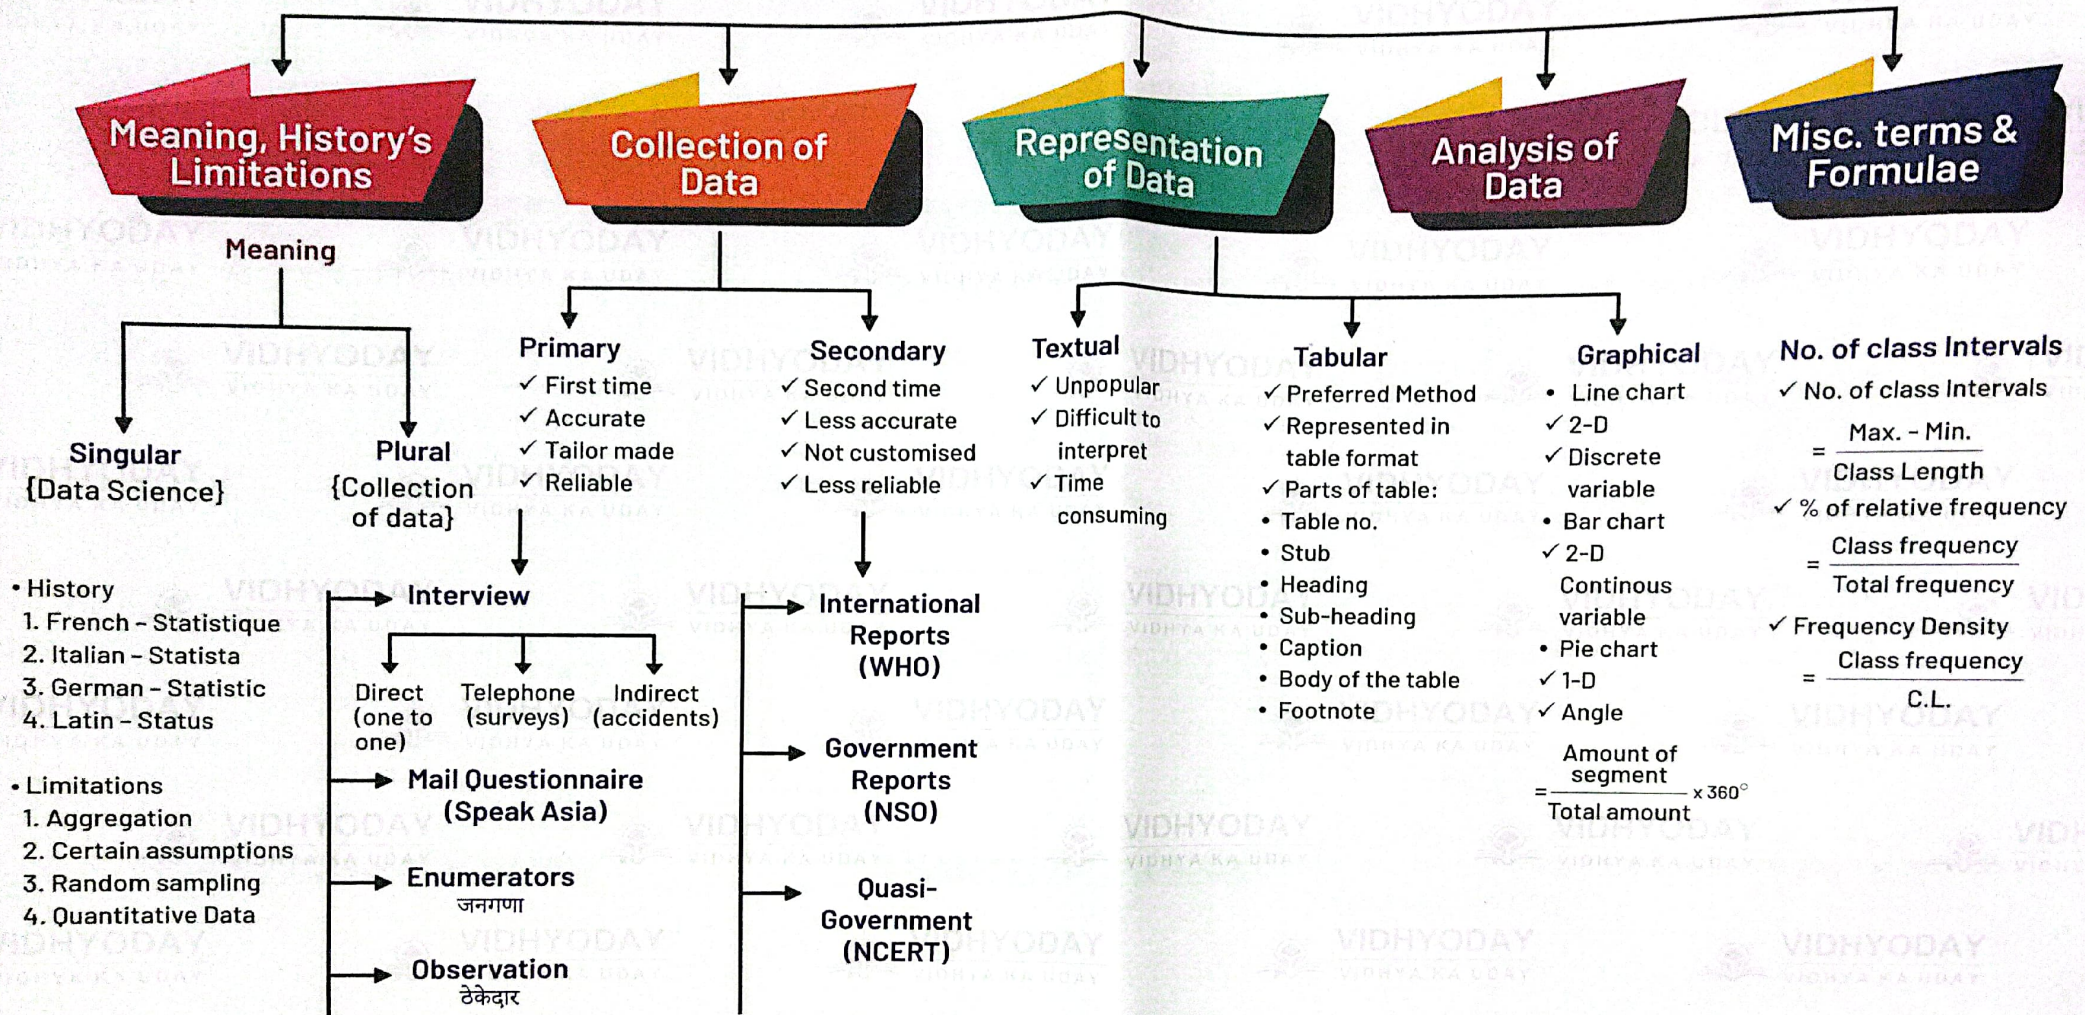 Meaning, History's
Limitations
Collection of
Data
Representation
of Data
Analysis of
Data
Misc. terms &
Formulae
Meaning
Singular
{Data Science}
Plural
{Collection
of data}
• History
1. French – Statistique
2. Italian – Statista
3. German – Statistic
4. Latin – Status
• Limitations
1. Aggregation
2. Certain assumptions
3. Random sampling
4. Quantitative Data
Primary
✓ First time
✓ Accurate
✓ Tailor made
✓ Reliable
Interview
Direct
(one to
one)
Telephone
(surveys)
Indirect
(accidents)
Mail Questionnaire
(Speak Asia)
Enumerators
जनगणा
Observation
ठेकेदार
Secondary
✓ Second time
✓ Less accurate
✓ Not customised
✓ Less reliable
International
Reports
(WHO)
Government
Reports
(NSO)
Quasi-
Government
(NCERT)
Textual
✓ Unpopular
✓ Difficult to
interpret
✓ Time
consuming
Tabular
✓ Preferred Method
✓ Represented in
table format
✓ Parts of table:
• Table no.
• Stub
• Heading
• Sub-heading
• Caption
• Body of the table
• Footnote
Graphical
• Line chart
✓ 2-D
✓ Discrete
variable
• Bar chart
✓ 2-D
Continous
variable
• Pie chart
✓ 1-D
✓ Angle
Amount of
segment
= x 360°
Total amount
No. of class Intervals
✓ No. of class Intervals
Max. – Min.
=
Class Length
✓ % of relative frequency
Class frequency
=
Total frequency
✓ Frequency Density
Class frequency
=
C.L.
VIDHYODAY
VIDHYA KA UDAY